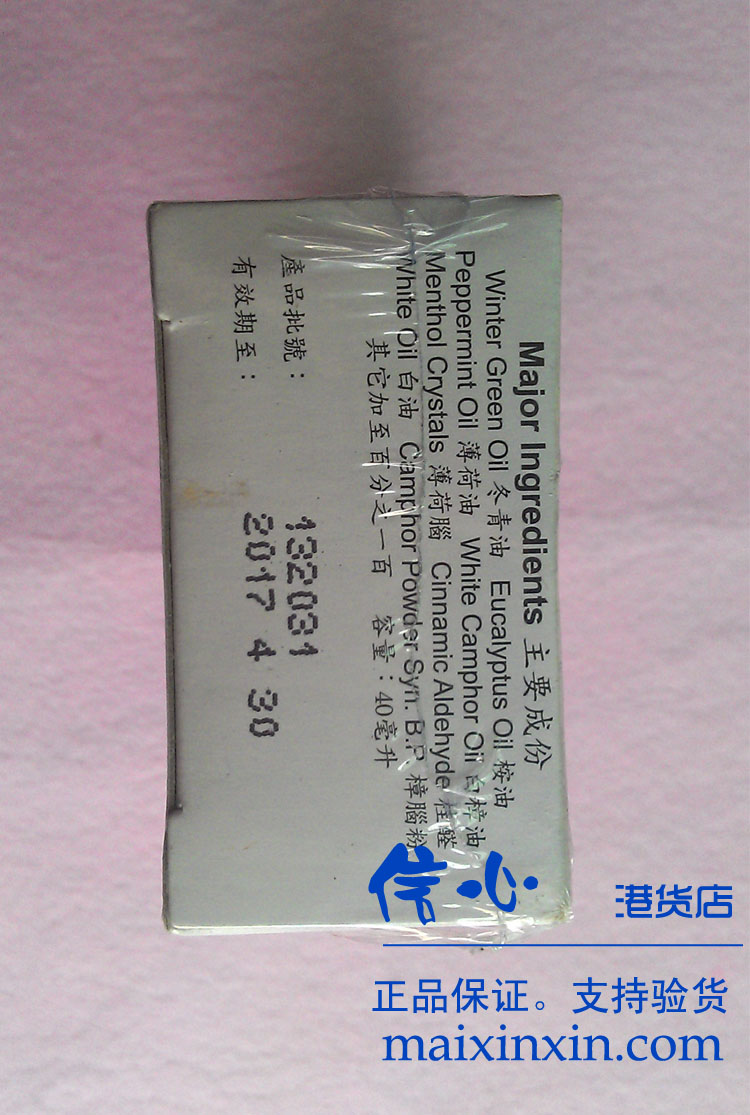 Major Ingredients 主要成份
Winter Green Oil 冬青油 Eucalyptus Oil 桉油
Peppermint Oil 薄荷油 White Camphor Oil 白樟油
Menthol Crystals 薄荷腦 Cinnamic Aldehyde 桂醛
White Oil 白油 Camphor Powder Syn. B.P. 樟腦粉
其它加至百分之一百 容量：40毫升
產品批號： 132031
有效期至： 2017 4 30
信心 港货店
正品保证。支持验货
maixinxin.com